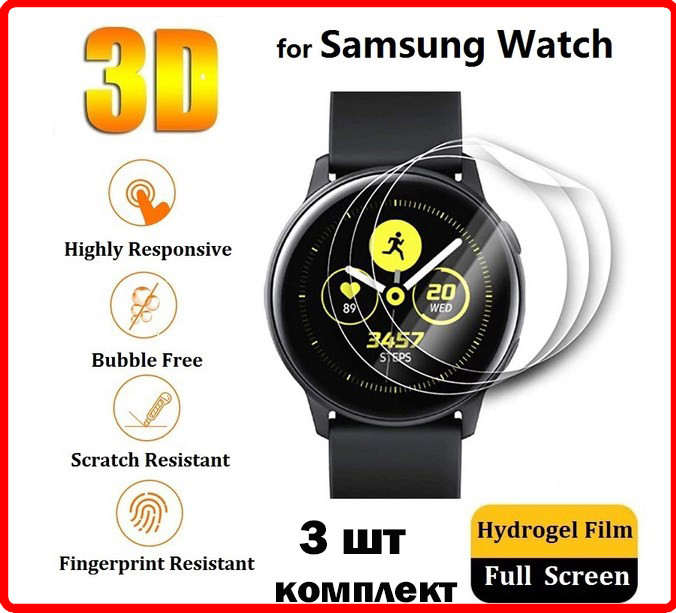 3D
for Samsung Watch
Highly Responsive
Bubble Free
Scratch Resistant
Fingerprint Resistant
89
20
WED
3457
STEPS
3 шт
комплект
Hydrogel Film
Full Screen